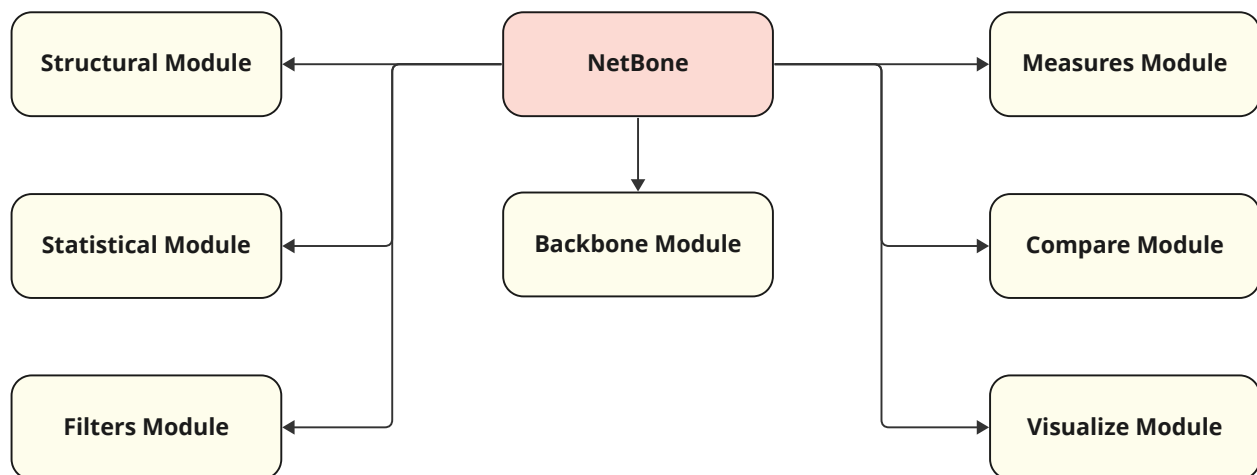 Structural Module
NetBone
Measures Module
Statistical Module
Backbone Module
Compare Module
Filters Module
Visualize Module